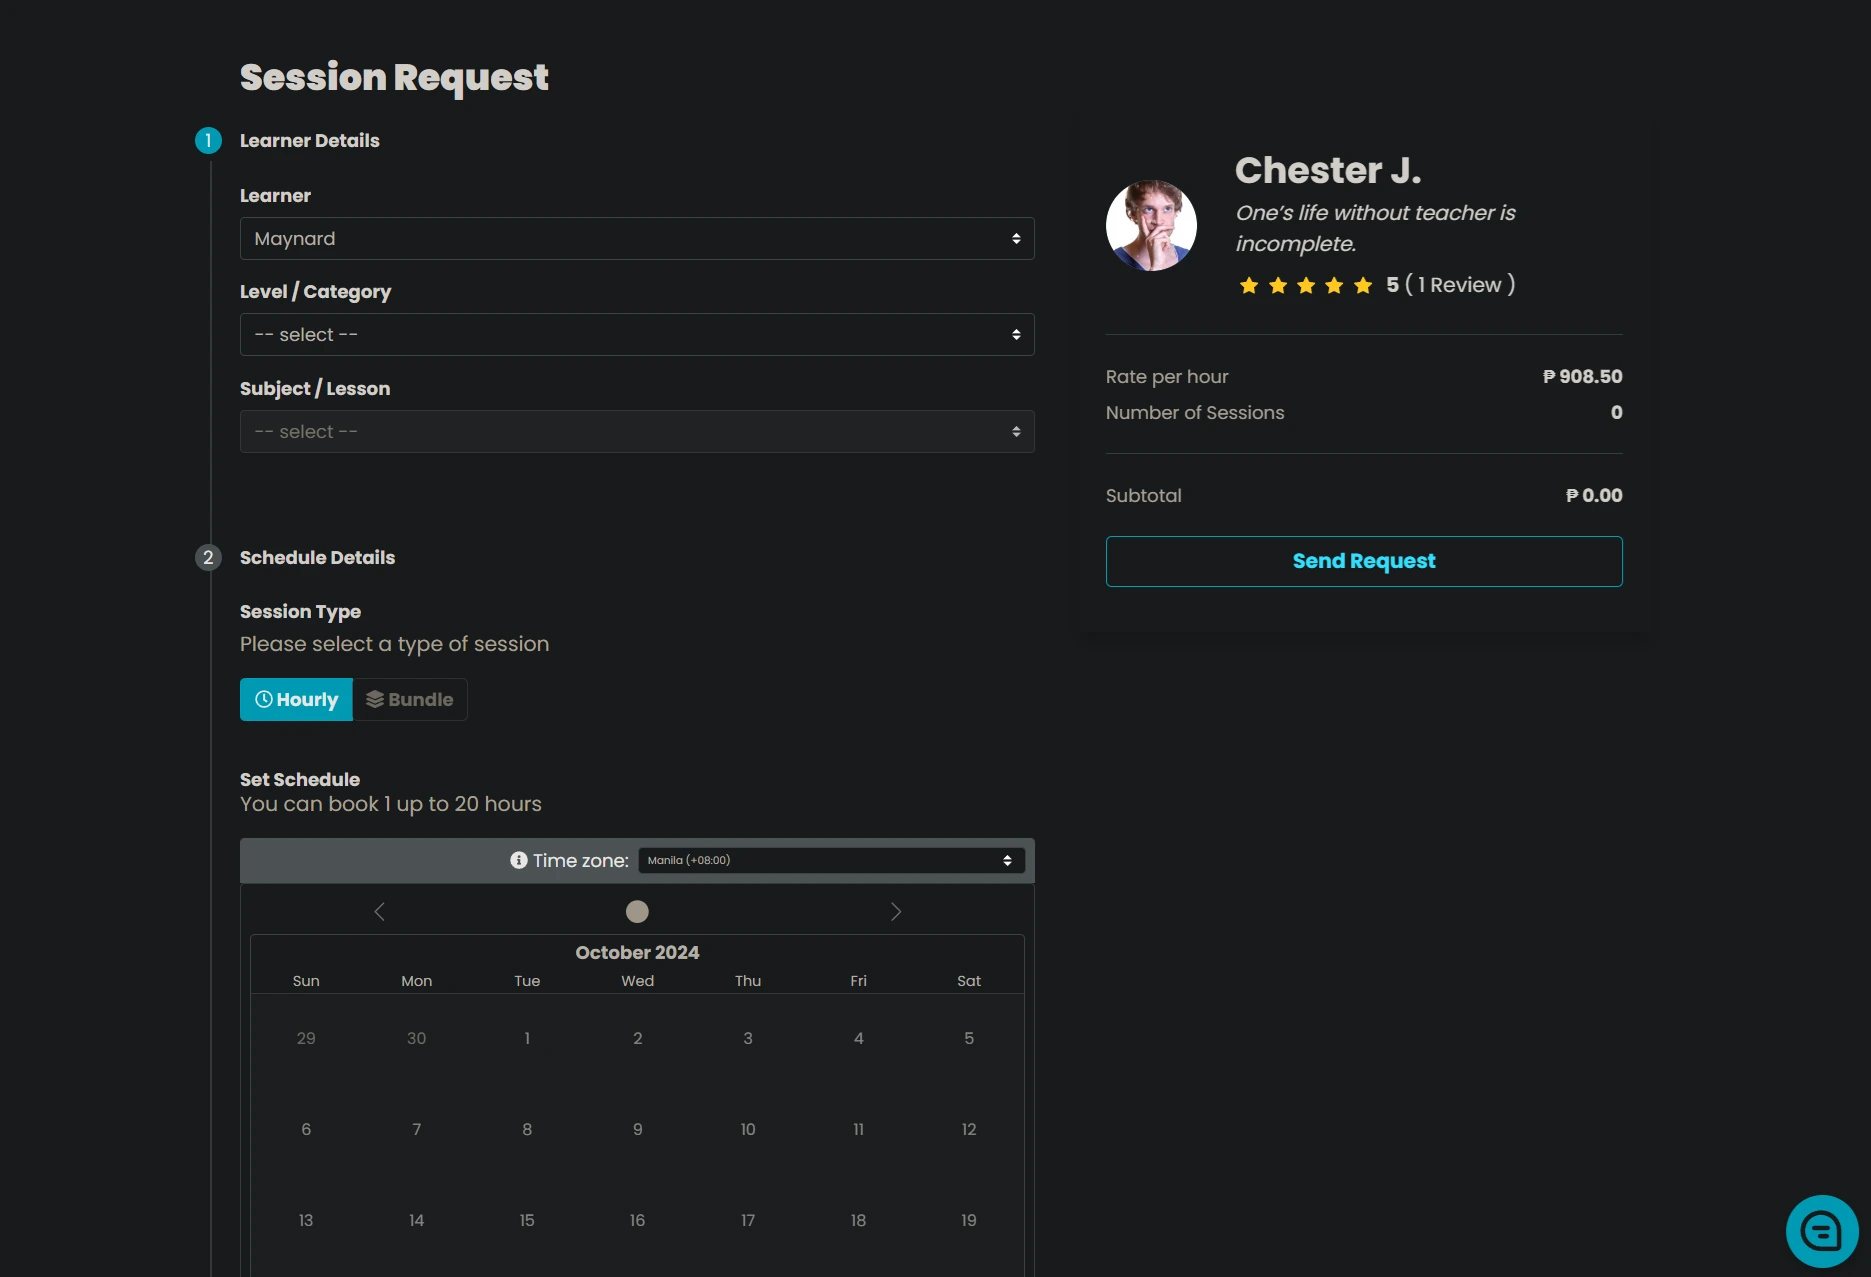 Session Request
1 Learner Details
Learner
Maynard
Level / Category
-- select --
Subject / Lesson
-- select --
2 Schedule Details
Session Type
Please select a type of session
Hourly Bundle
Set Schedule
You can book 1 up to 20 hours
Time zone: Manila (+08:00)
October 2024
Sun Mon Tue Wed Thu Fri Sat
29 30 1 2 3 4 5
6 7 8 9 10 11 12
13 14 15 16 17 18 19
Chester J.
One’s life without teacher is
incomplete.
5 ( 1 Review )
Rate per hour ₱ 908.50
Number of Sessions 0
Subtotal ₱ 0.00
Send Request